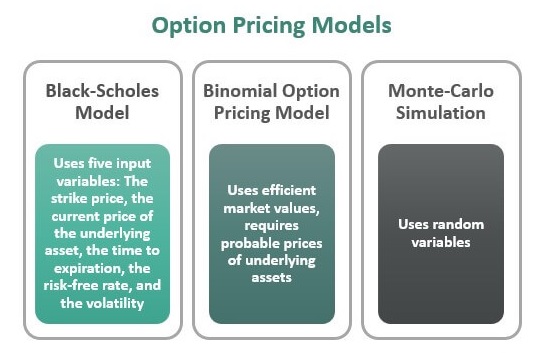 Option Pricing Models
Black-Scholes
Model
Uses five input
variables: The
strike price, the
current price of
the underlying
asset, the time to
expiration, the
risk-free rate, and
the volatility
Binomial Option
Pricing Model
Uses efficient
market values,
requires
probable prices
of underlying
assets
Monte-Carlo
Simulation
Uses random
variables